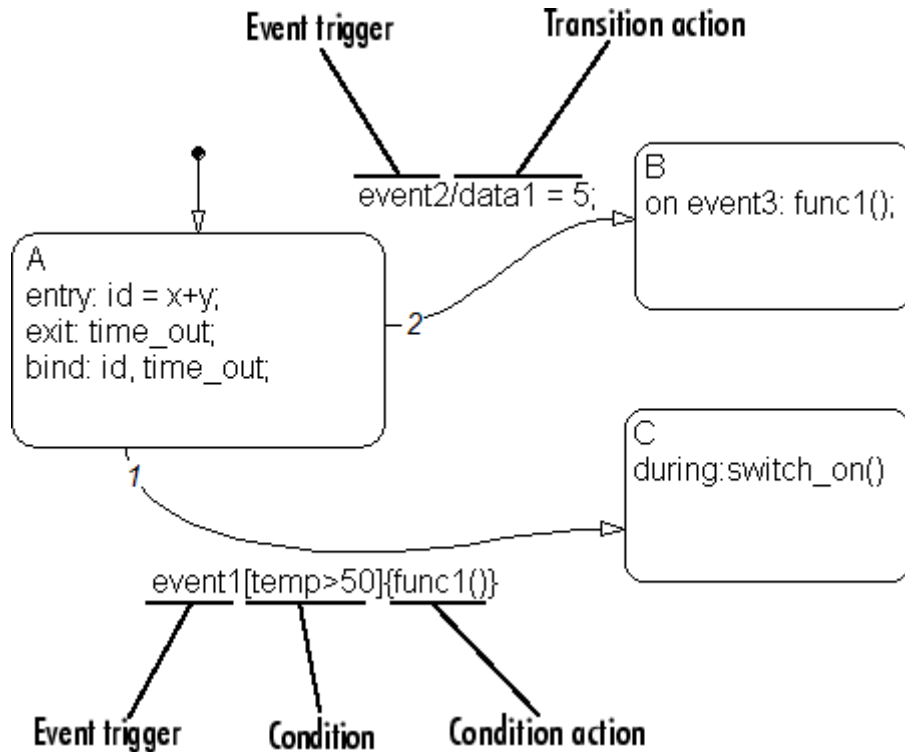 Event trigger
Transition action
event2/data1 = 5;
B
on event3: func1();
A
entry: id = x+y;
exit: time_out;
bind: id, time_out;
2
1
C
during:switch_on()
event1[temp>50]{func1()}
Event trigger
Condition
Condition action